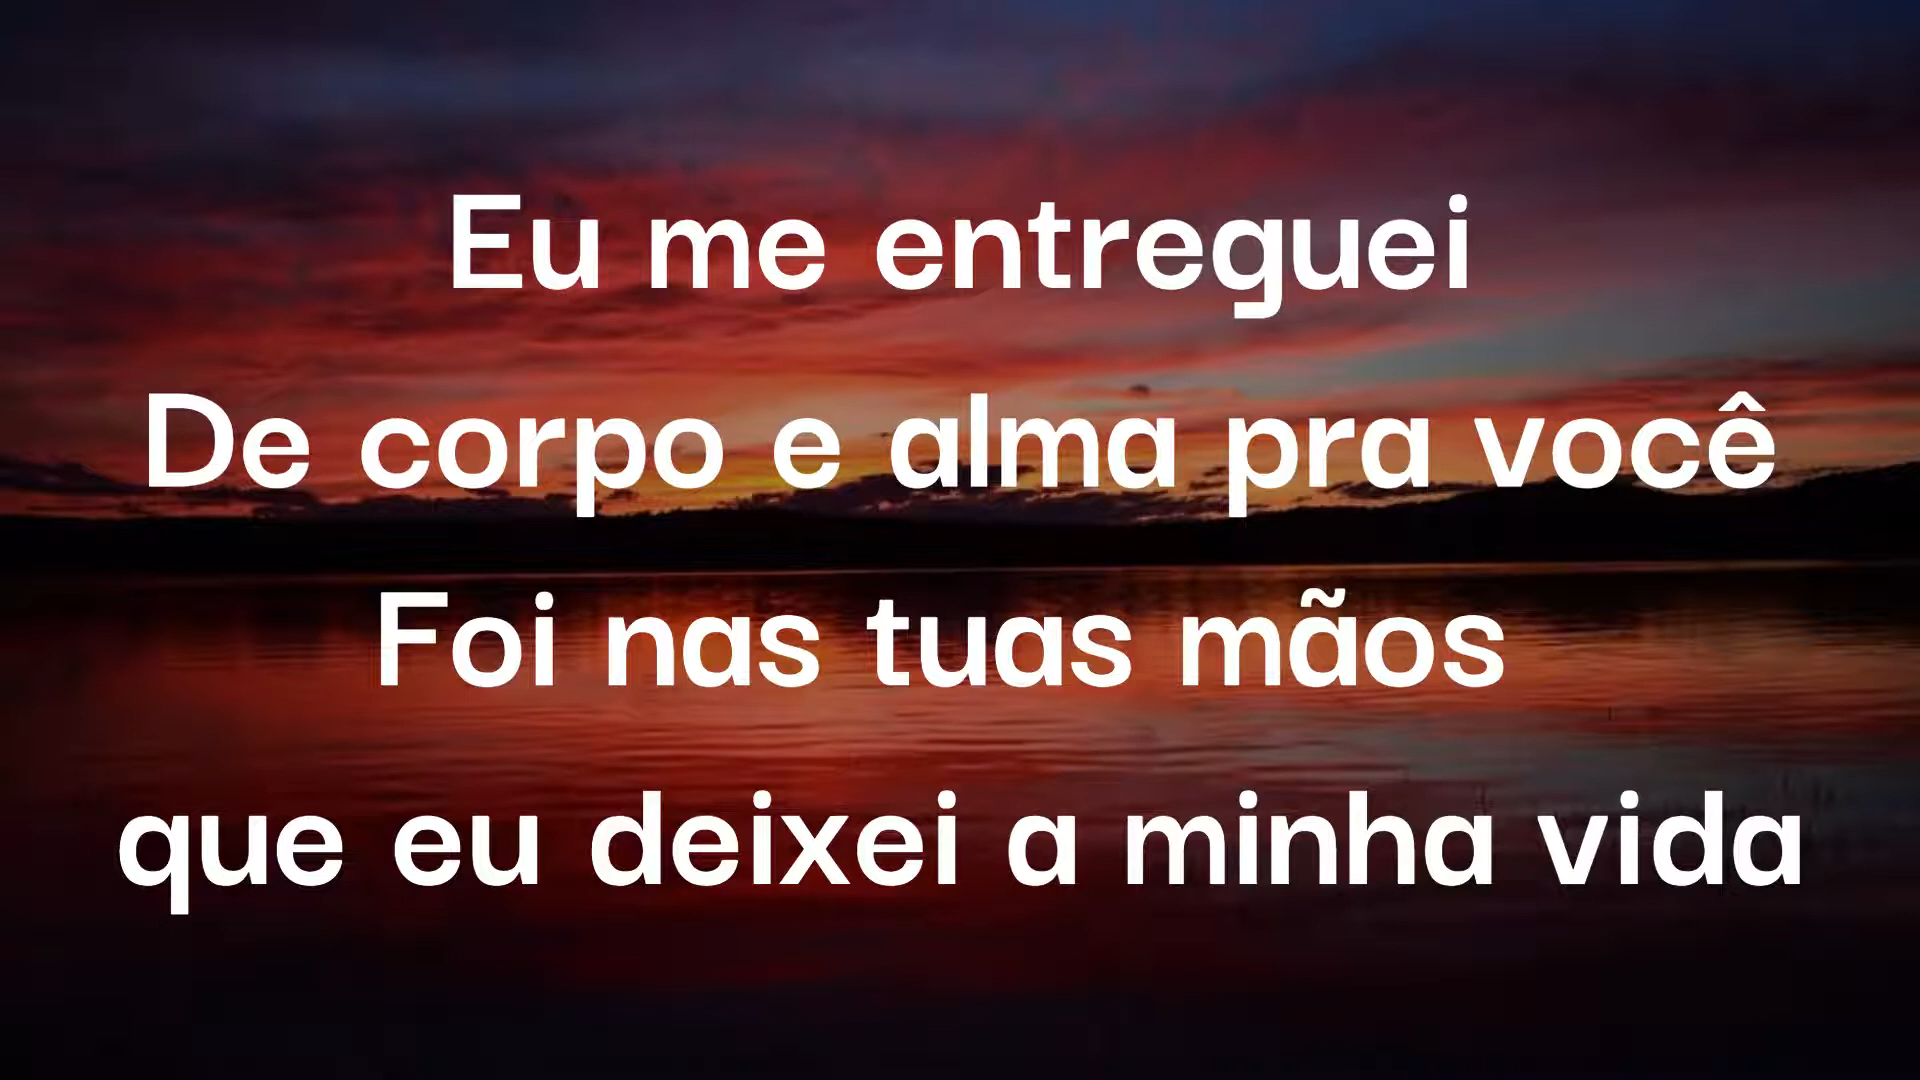 Eu me entreguei
De corpo e alma pra você
Foi nas tuas mãos
que eu deixei a minha vida